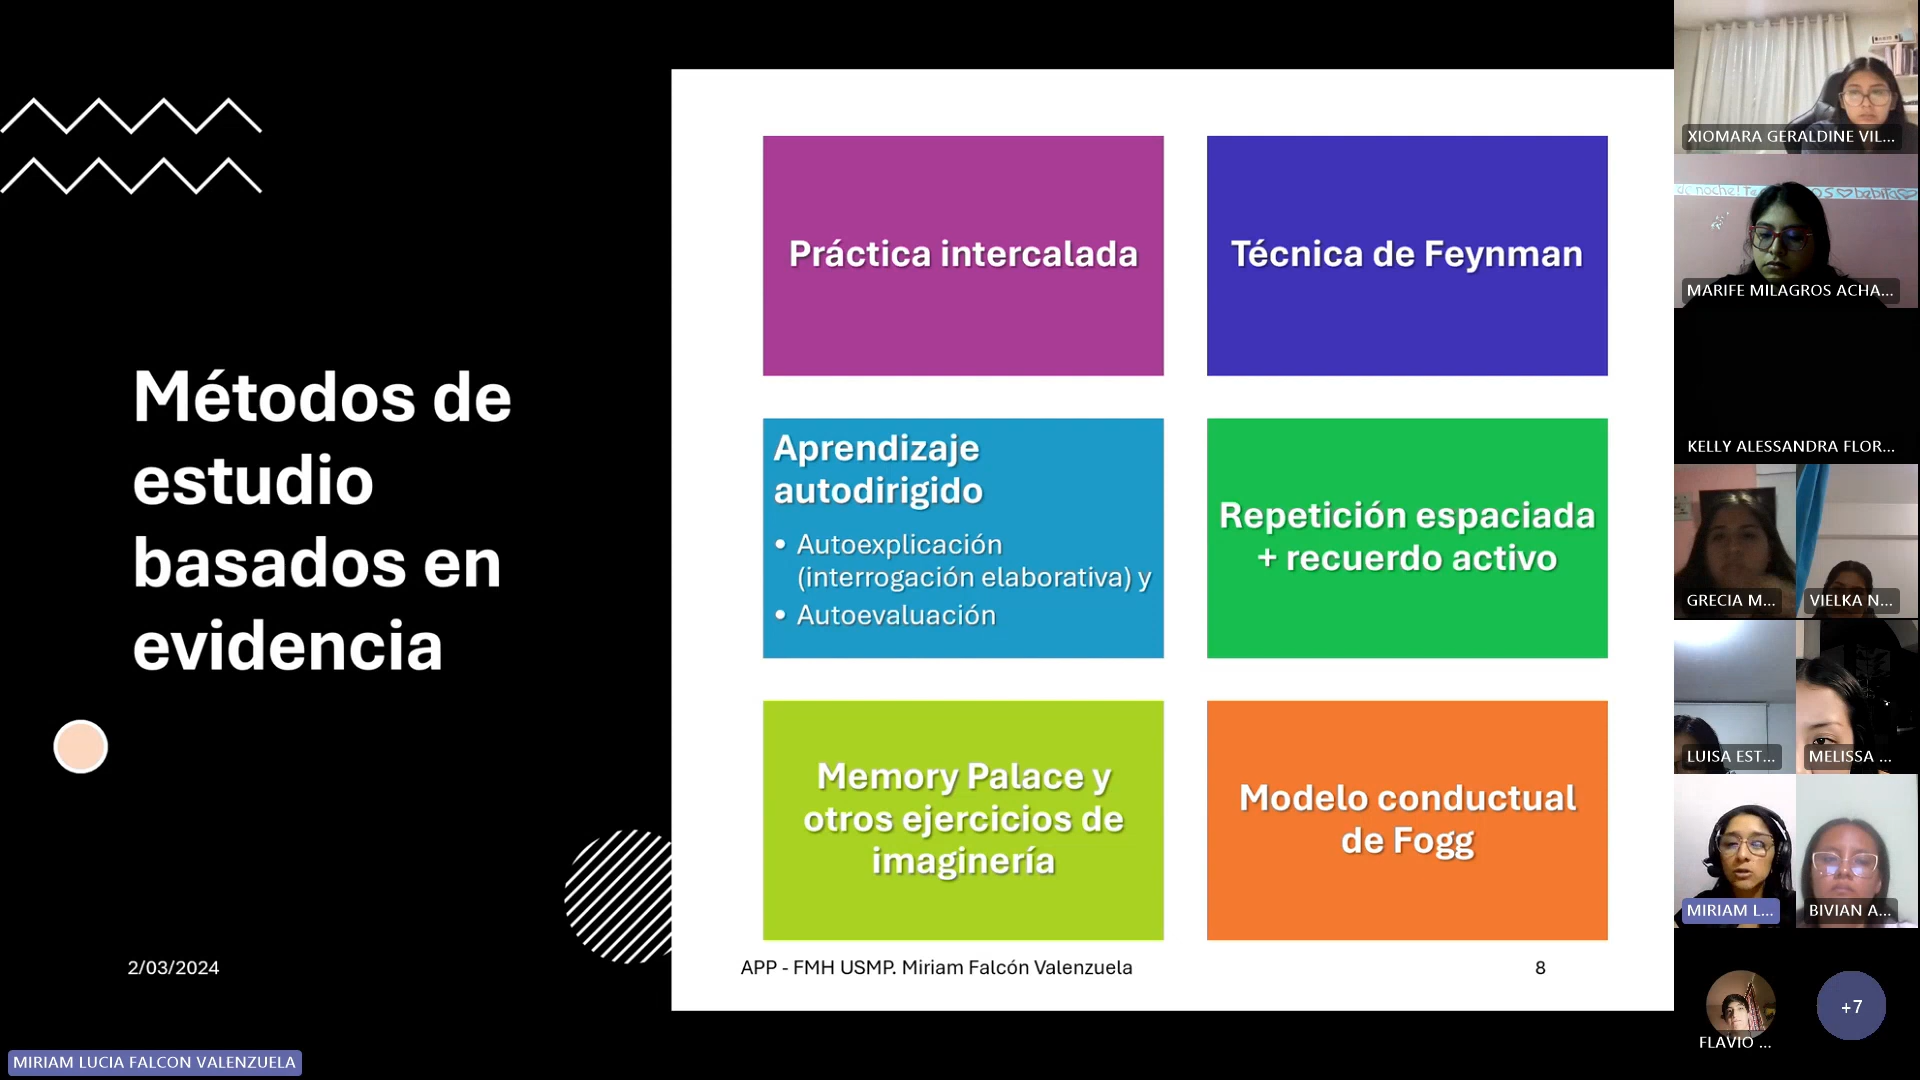 Métodos de
estudio
basados en
evidencia
2/03/2024
Práctica intercalada
Técnica de Feynman
Aprendizaje
autodirigido
• Autoexplicación
(interrogación elaborativa) y
• Autoevaluación
Repetición espaciada
+ recuerdo activo
Memory Palace y
otros ejercicios de
imaginería
Modelo conductual
de Fogg
APP - FMH USMP. Miriam Falcón Valenzuela
8
MIRIAM LUCIA FALCON VALENZUELA
XIOMARA GERALDINE VIL...
MARIFE MILAGROS ACHA...
KELLY ALESSANDRA FLOR...
GRECIA M...
VIELKA N...
LUISA EST...
MELISSA ...
MIRIAM L...
BIVIAN A...
FLAVIO ...
+7